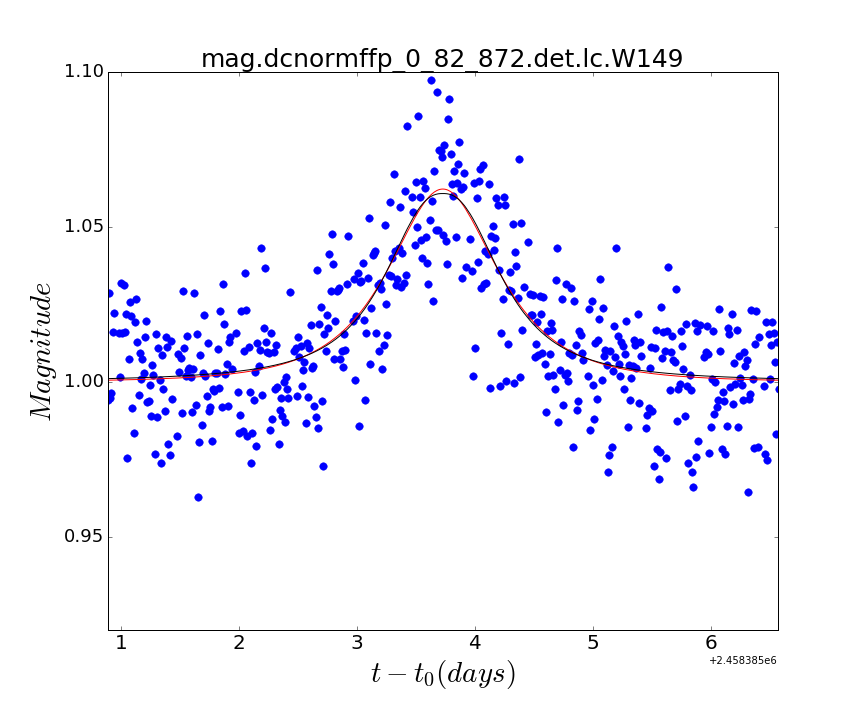 mag.dcnormffp_0_82_872.det.lc.W149
1.10
1.05
1.00
0.95
Magnitude
1 2 3 4 5 6
+2.458385e6
t − t₀(days)